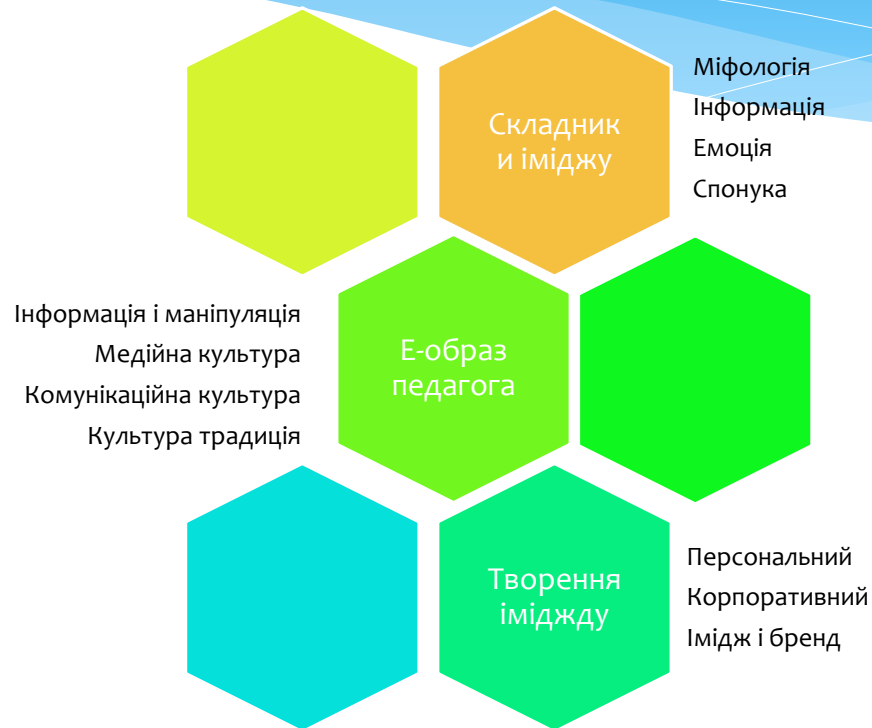 Складник
и іміджу
Міфологія
Інформація
Емоція
Спонука
Інформація і маніпуляція
Медійна культура
Комунікаційна культура
Культура традиція
Е-образ
педагога
Творення
імідждy
Персональний
Корпоративний
Імідж і бренд